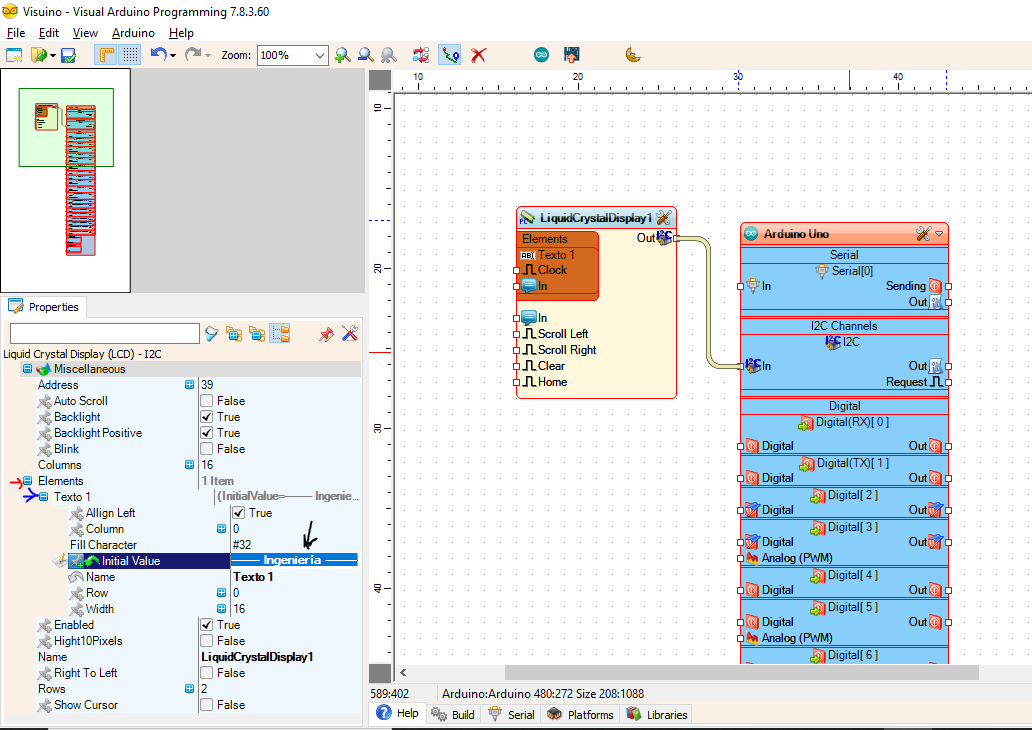 Visuino - Visual Arduino Programming 7.8.3.60
File Edit View Arduino Help
Zoom: 100%
10 20 30 40
10
20
30
40
LiquidCrystalDisplay1
Elements
Out I2C
AB( Texto 1
Clock
In
In
Scroll Left
Scroll Right
Clear
Home
Arduino Uno
Serial
Serial[0]
In Sending
Out
I2C Channels
I2C
I2C In Out
Request
Digital
Digital(RX)[ 0 ]
Digital Out
Digital(TX)[ 1 ]
Digital Out
Digital[ 2 ]
Digital Out
Digital[ 3 ]
Digital Out
Analog (PWM)
Digital[ 4 ]
Digital Out
Digital[ 5 ]
Digital Out
Analog (PWM)
Digital[ 6 ]
Properties
Liquid Crystal Display (LCD) - I2C
Miscellaneous
Address 39
Auto Scroll False
Backlight True
Backlight Positive True
Blink False
Columns 16
Elements 1 Item
Texto 1 (InitialValue=—— Ingenie...
Allign Left True
Column 0
Fill Character #32
Initial Value —— Ingeniería ——
Name Texto 1
Row 0
Width 16
Enabled True
Hight10Pixels False
Name LiquidCrystalDisplay1
Right To Left False
Rows 2
Show Cursor False
589:402 Arduino:Arduino 480:272 Size 208:1088
Help Build Serial Platforms Libraries